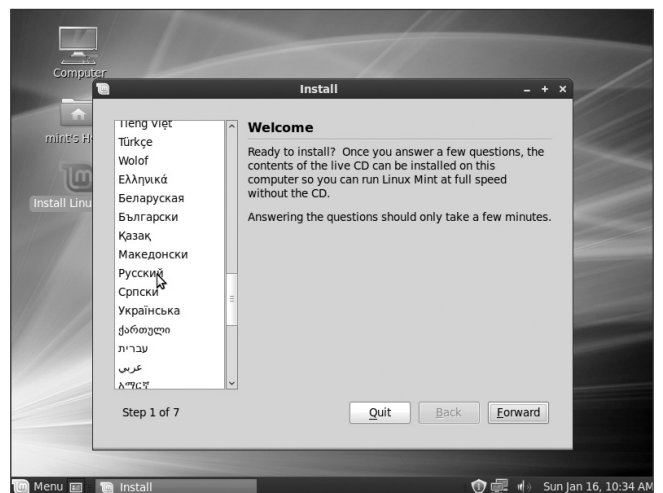 Computer
Install
mint's H
Install Linu
Tiếng Việt
Türkçe
Wolof
Ελληνικά
Беларуская
Български
Қазақ
Македонски
Русский
Српски
Українська
ქართული
עברית
عربي
አማርኛ
Welcome
Ready to install? Once you answer a few questions, the
contents of the live CD can be installed on this
computer so you can run Linux Mint at full speed
without the CD.
Answering the questions should only take a few minutes.
Step 1 of 7
Quit
Back
Forward
Menu
Install
Sun Jan 16, 10:34 AM